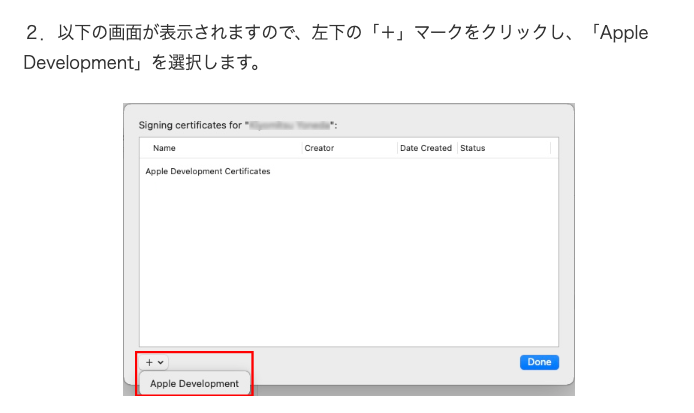 ２．以下の画面が表示されますので、左下の「＋」マークをクリックし、「Apple
Development」を選択します。
Signing certificates for " ":
Name Creator Date Created Status
Apple Development Certificates
+
Done
Apple Development